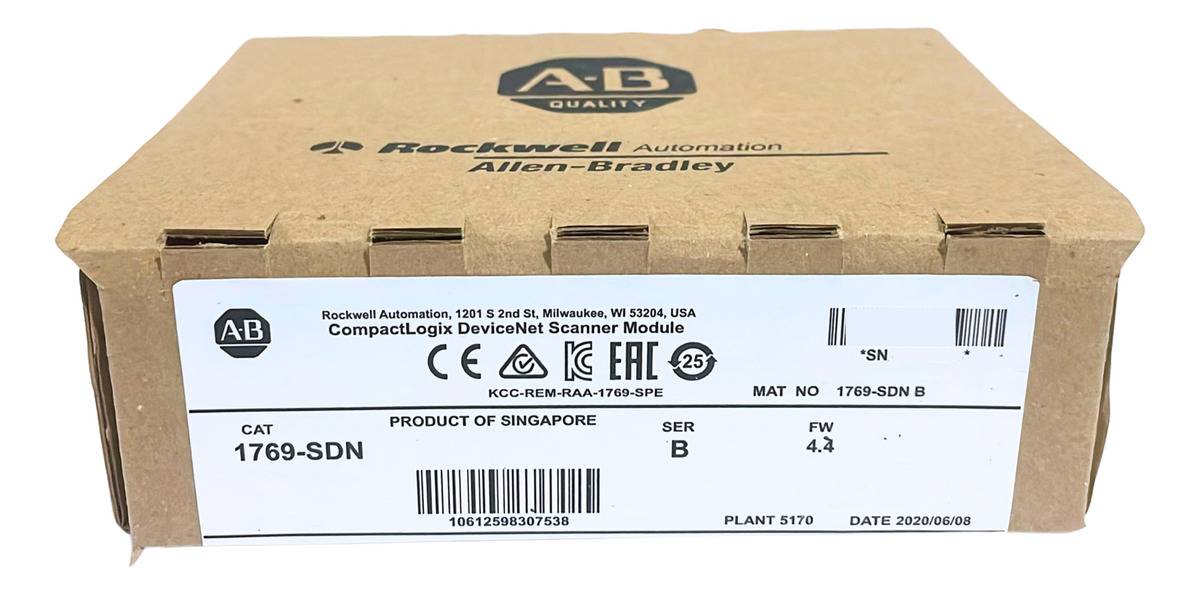 A-B
QUALITY
Rockwell Automation
Allen-Bradley
A-B
Rockwell Automation, 1201 S 2nd St, Milwaukee, WI 53204, USA
CompactLogix DeviceNet Scanner Module
CE EAC 25
*SN *
KCC-REM-RAA-1769-SPE
MAT NO 1769-SDN B
CAT
1769-SDN
PRODUCT OF SINGAPORE
SER
B
FW
4.4
10612598307538
PLANT 5170 DATE 2020/06/08